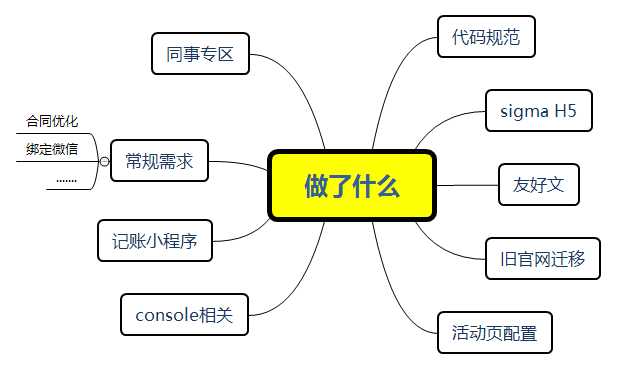 做了什么
代码规范
sigma H5
友好文
旧官网迁移
活动页配置
同事专区
常规需求
合同优化
绑定微信
.......
记账小程序
console相关